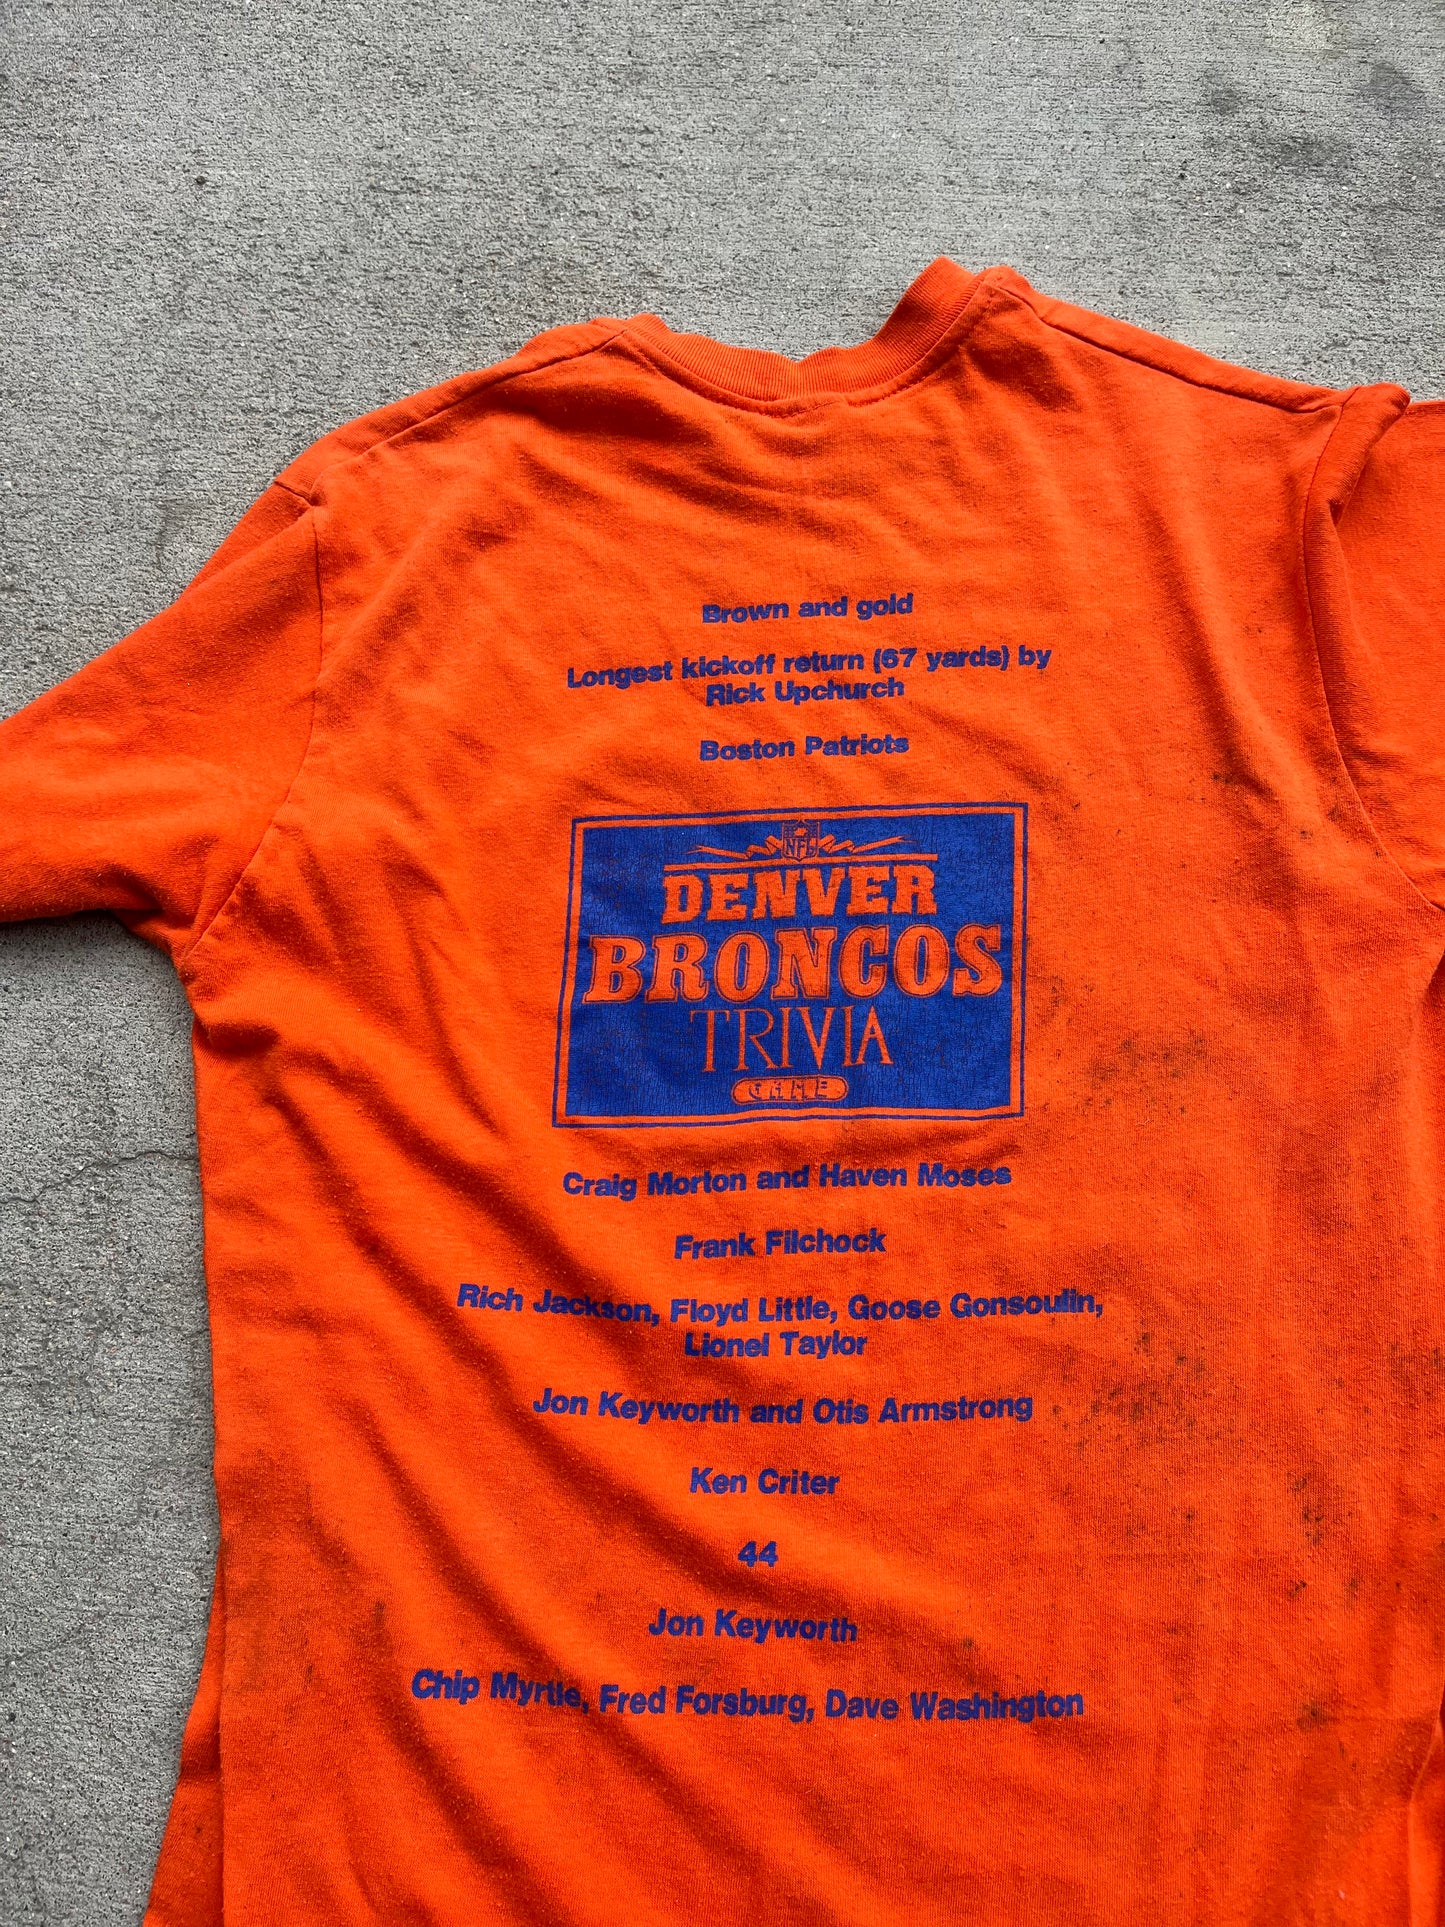 Brown and gold
Longest kickoff return (67 yards) by
Rick Upchurch
Boston Patriots
NFL
DENVER
BRONCOS
TRIVIA
GAME
Craig Morton and Haven Moses
Frank Filchock
Rich Jackson, Floyd Little, Goose Gonsoulin,
Lionel Taylor
Jon Keyworth and Otis Armstrong
Ken Criter
44
Jon Keyworth
Chip Myrtle, Fred Forsburg, Dave Washington